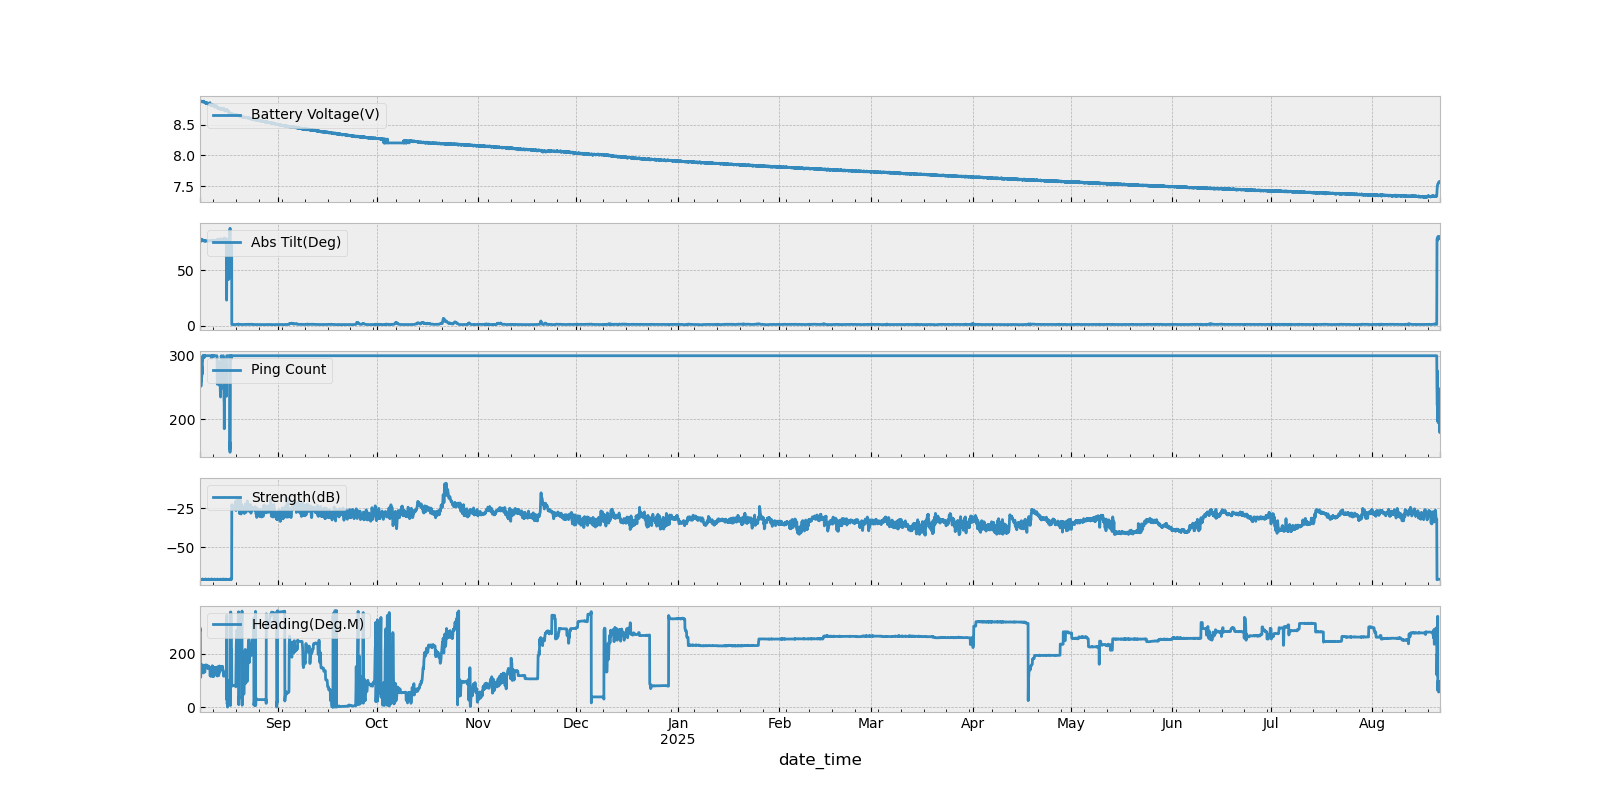 Battery Voltage(V)
8.5
8.0
7.5
Abs Tilt(Deg)
50
0
Ping Count
300
200
Strength(dB)
−25
−50
Heading(Deg.M)
200
0
Sep Oct Nov Dec Jan Feb Mar Apr May Jun Jul Aug
2025
date_time